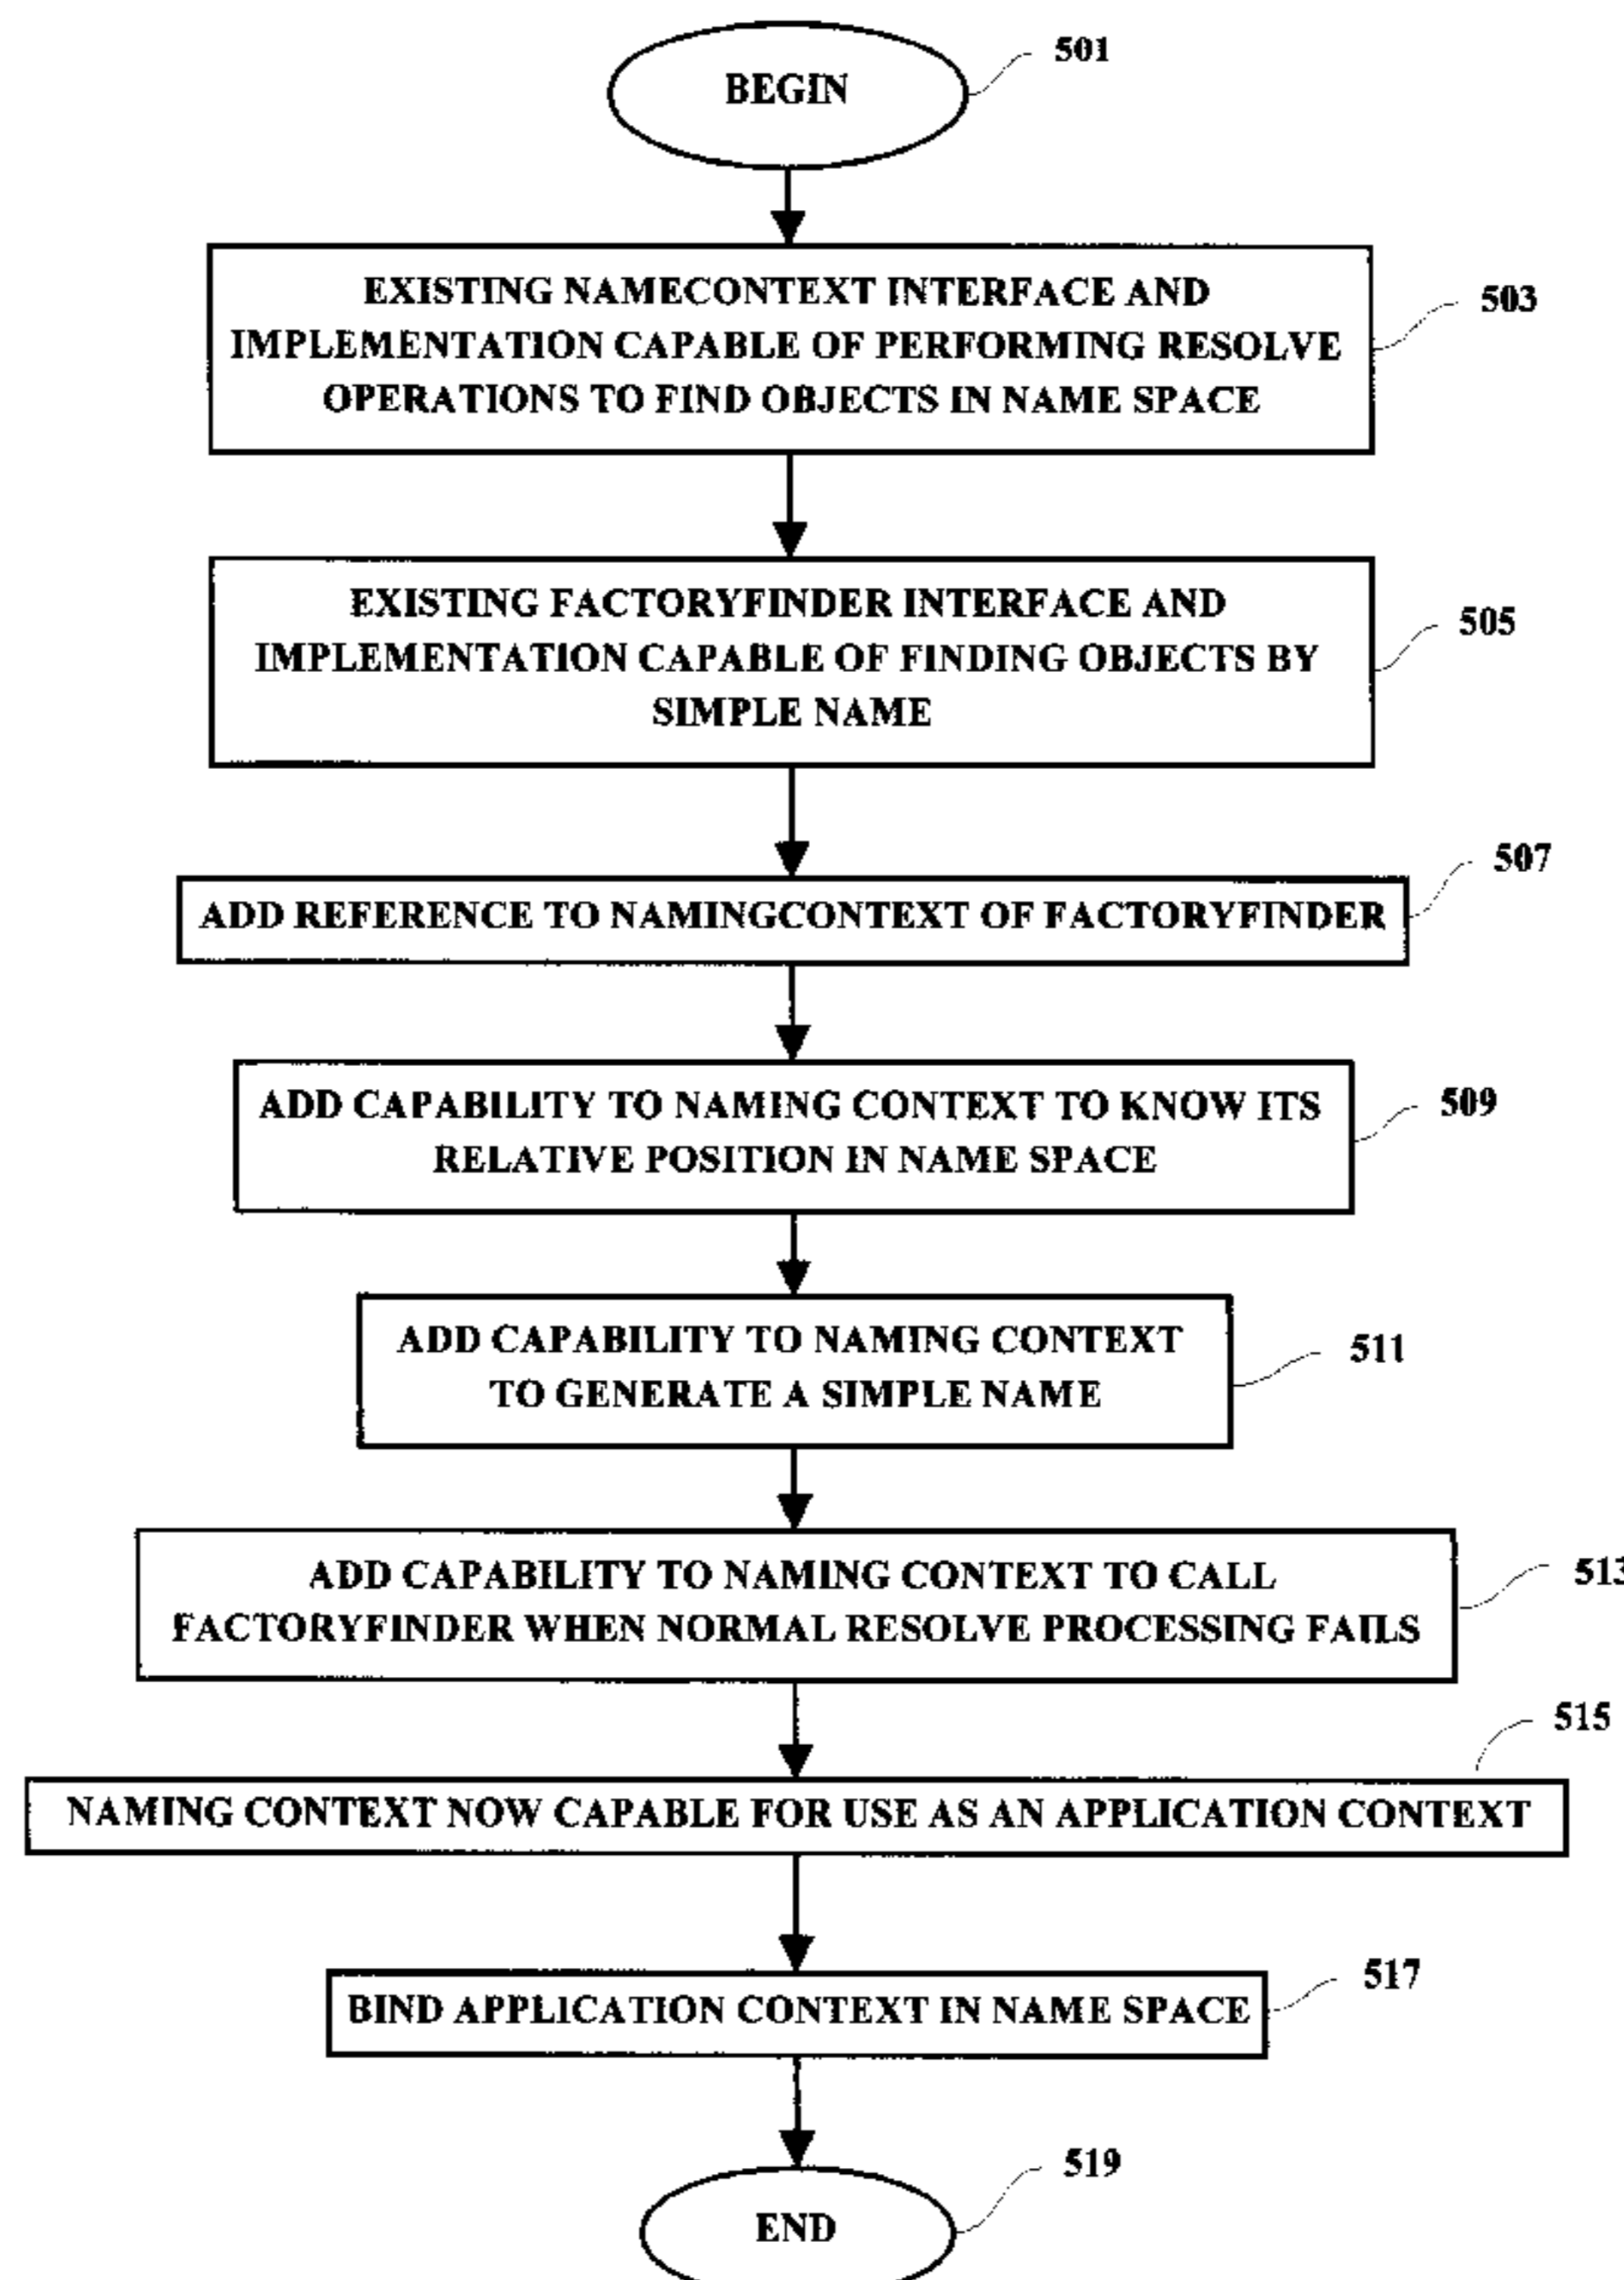 BEGIN
501
EXISTING NAMECONTEXT INTERFACE AND
IMPLEMENTATION CAPABLE OF PERFORMING RESOLVE
OPERATIONS TO FIND OBJECTS IN NAME SPACE
503
EXISTING FACTORYFINDER INTERFACE AND
IMPLEMENTATION CAPABLE OF FINDING OBJECTS BY
SIMPLE NAME
505
ADD REFERENCE TO NAMINGCONTEXT OF FACTORYFINDER
507
ADD CAPABILITY TO NAMING CONTEXT TO KNOW ITS
RELATIVE POSITION IN NAME SPACE
509
ADD CAPABILITY TO NAMING CONTEXT
TO GENERATE A SIMPLE NAME
511
ADD CAPABILITY TO NAMING CONTEXT TO CALL
FACTORYFINDER WHEN NORMAL RESOLVE PROCESSING FAILS
513
NAMING CONTEXT NOW CAPABLE FOR USE AS AN APPLICATION CONTEXT
515
BIND APPLICATION CONTEXT IN NAME SPACE
517
END
519